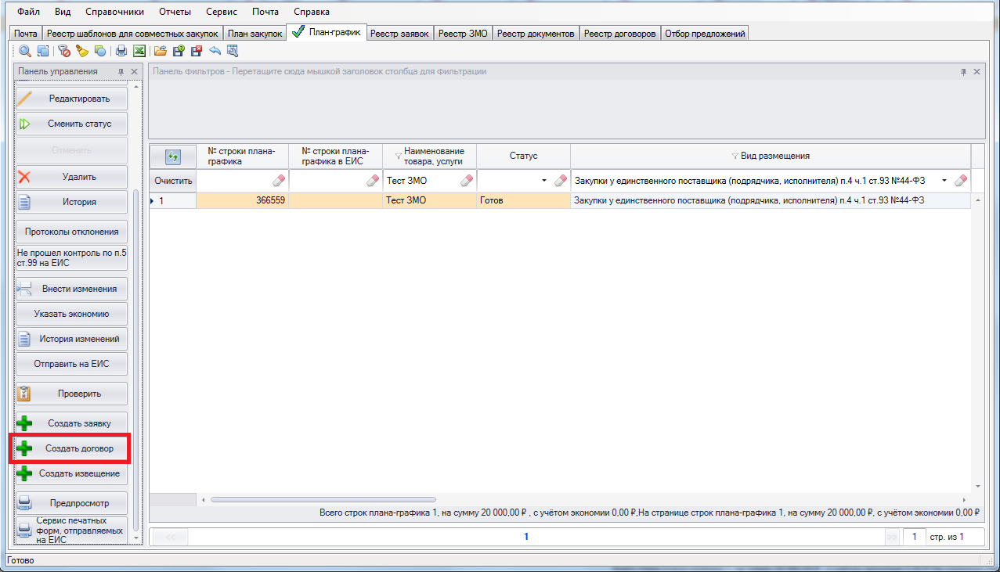 Файл Вид Справочники Отчеты Сервис Почта Справка
Почта Реестр шаблонов для совместных закупок План закупок План-график Реестр заявок Реестр ЗМО Реестр документов Реестр договоров Отбор предложений
Панель управления
Панель фильтров - Перетащите сюда мышкой заголовок столбца для фильтрации
Редактировать
Сменить статус
Отменить
Удалить
История
Протоколы отклонения
Не прошел контроль по п.5
ст.99 на ЕИС
Внести изменения
Указать экономию
История изменений
Отправить на ЕИС
Проверить
Создать заявку
Создать договор
Создать извещение
Предпросмотр
Сервис печатных
форм, отправляемых
на ЕИС
№ строки плана-
графика
№ строки плана-
графика в ЕИС
Наименование
товара, услуги
Статус
Вид размещения
Очистить Тест ЗМО Закупки у единственного поставщика (подрядчика, исполнителя) п.4 ч.1 ст.93 №44-ФЗ
1 366559 Тест ЗМО Готов Закупки у единственного поставщика (подрядчика, исполнителя) п.4 ч.1 ст.93 №44-ФЗ
Всего строк плана-графика 1, на сумму 20 000,00 ₽ , с учётом экономии 0,00 ₽,На странице строк плана-графика 1, на сумму 20 000,00 ₽, с учётом экономии 0,00 ₽
<< 1 >> 1 стр. из 1
Готово